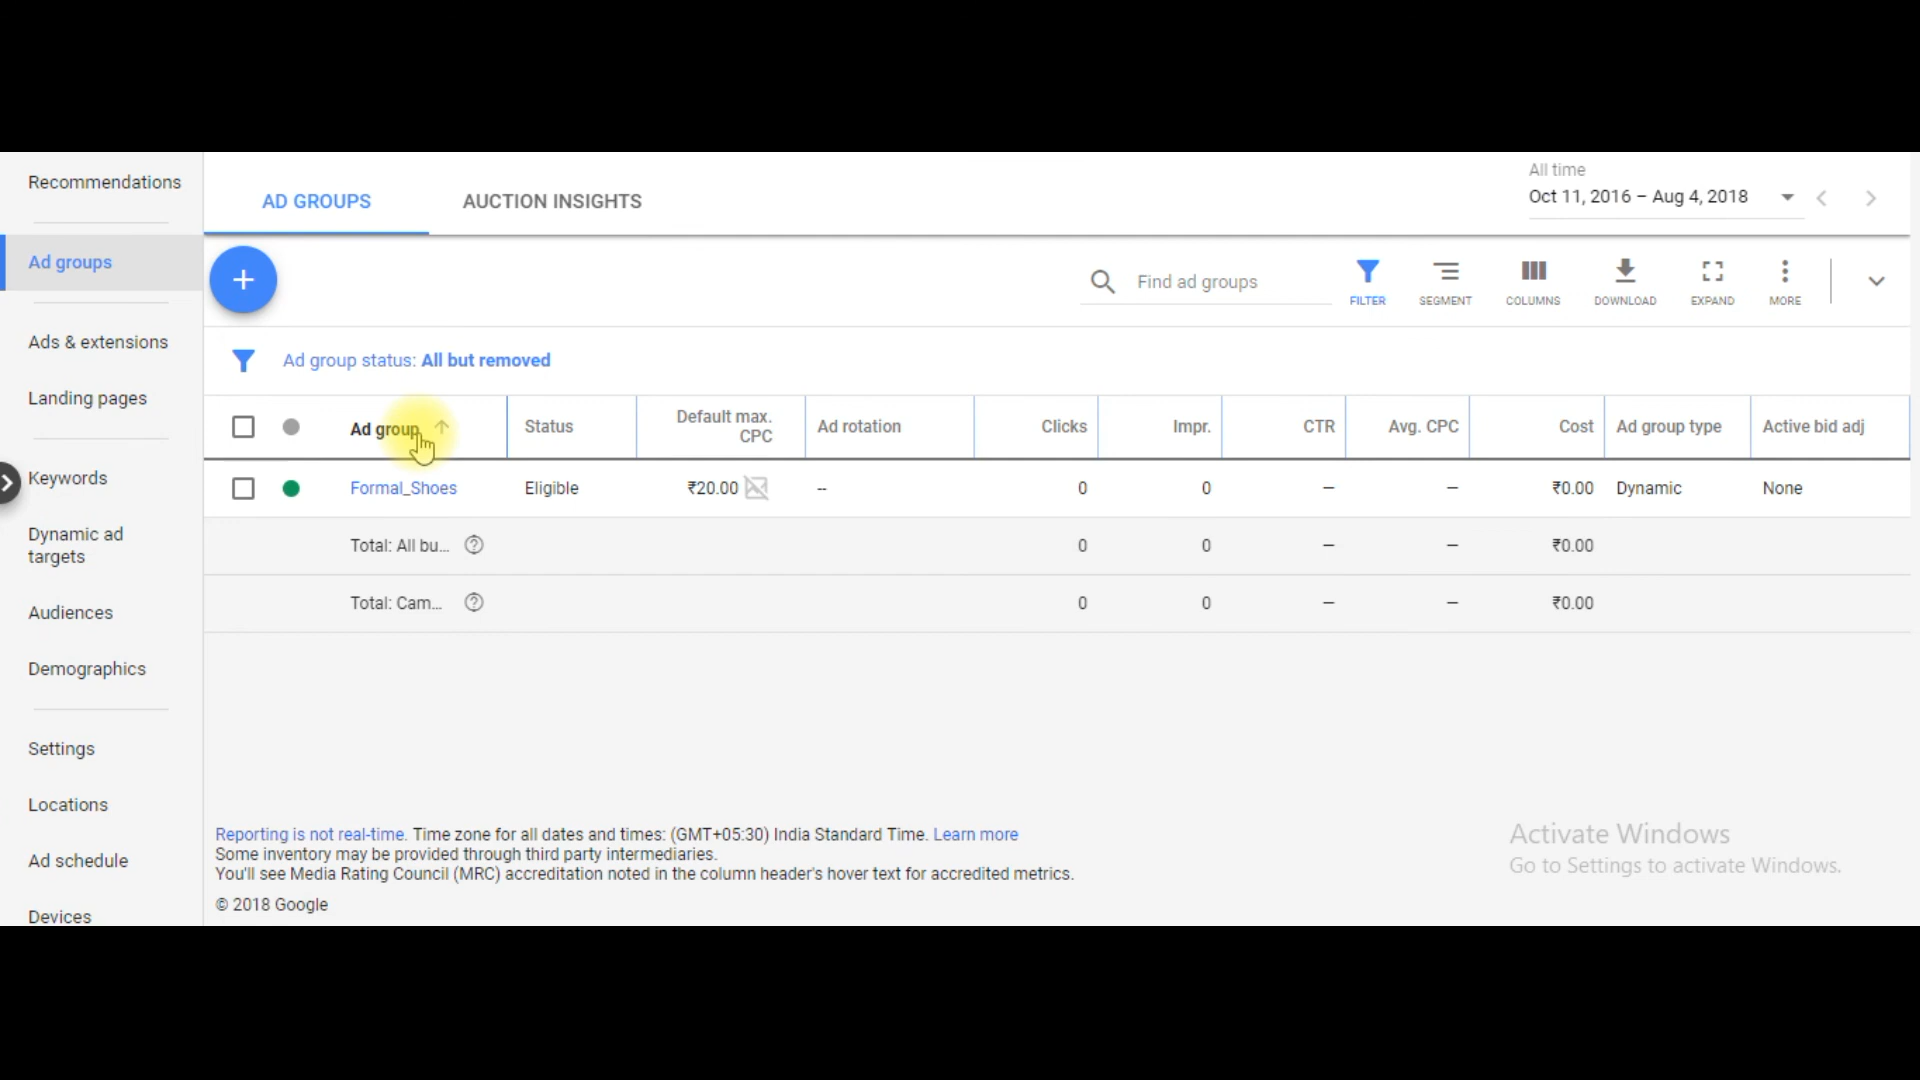 Recommendations
AD GROUPS
AUCTION INSIGHTS
All time
Oct 11, 2016 – Aug 4, 2018
Ad groups
Find ad groups
FILTER
SEGMENT
COLUMNS
DOWNLOAD
EXPAND
MORE
Ads & extensions
Ad group status: All but removed
Landing pages
Ad group
Status
Default max.
CPC
Ad rotation
Clicks
Impr.
CTR
Avg. CPC
Cost
Ad group type
Active bid adj
Keywords
Formal_Shoes Eligible ₹20.00 -- 0 0 – – ₹0.00 Dynamic None
Dynamic ad
targets
Total: All bu... 0 0 – – ₹0.00
Audiences
Total: Cam... 0 0 – – ₹0.00
Demographics
Settings
Locations
Ad schedule
Devices
Reporting is not real-time. Time zone for all dates and times: (GMT+05:30) India Standard Time. Learn more
Some inventory may be provided through third party intermediaries.
You'll see Media Rating Council (MRC) accreditation noted in the column header's hover text for accredited metrics.
© 2018 Google
Activate Windows
Go to Settings to activate Windows.